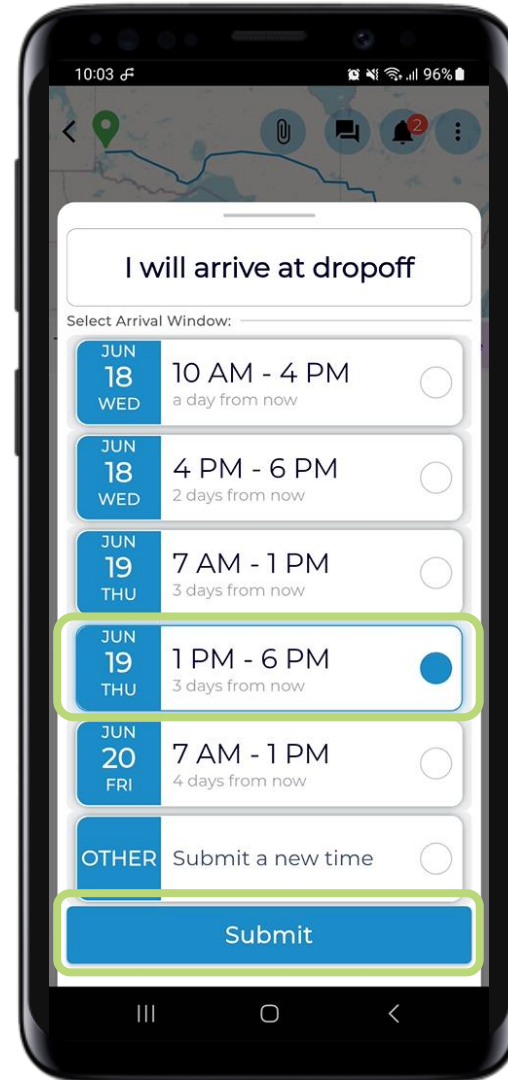 10:03
96%
2
I will arrive at dropoff
Select Arrival Window:
JUN
18
WED
10 AM - 4 PM
a day from now
JUN
18
WED
4 PM - 6 PM
2 days from now
JUN
19
THU
7 AM - 1 PM
3 days from now
JUN
19
THU
1 PM - 6 PM
3 days from now
JUN
20
FRI
7 AM - 1 PM
4 days from now
OTHER
Submit a new time
Submit